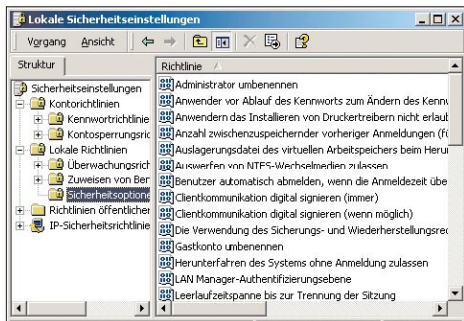 Lokale Sicherheitseinstellungen
Vorgang Ansicht
Struktur
Sicherheitseinstellungen
Kontorichtlinien
Kennwortrichtlinie
Kontosperrungsric
Lokale Richtlinien
Überwachungsrich
Zuweisen von Ber
Sicherheitsoptione
Richtlinien öffentlicher
IP-Sicherheitsrichtlinie
Richtlinie
Administrator umbenennen
Anwender vor Ablauf des Kennworts zum Ändern des Kennw
Anwendern das Installieren von Druckertreibern nicht erlaub
Anzahl zwischenzuspeichernder vorheriger Anmeldungen (fü
Auslagerungsdatei des virtuellen Arbeitspeichers beim Herun
Auswerfen von NTFS-Wechselmedien zulassen
Benutzer automatisch abmelden, wenn die Anmeldezeit übe
Clientkommunikation digital signieren (immer)
Clientkommunikation digital signieren (wenn möglich)
Die Verwendung des Sicherungs- und Wiederherstellungsrec
Gastkonto umbenennen
Herunterfahren des Systems ohne Anmeldung zulassen
LAN Manager-Authentifizierungsebene
Leerlaufzeitspanne bis zur Trennung der Sitzung